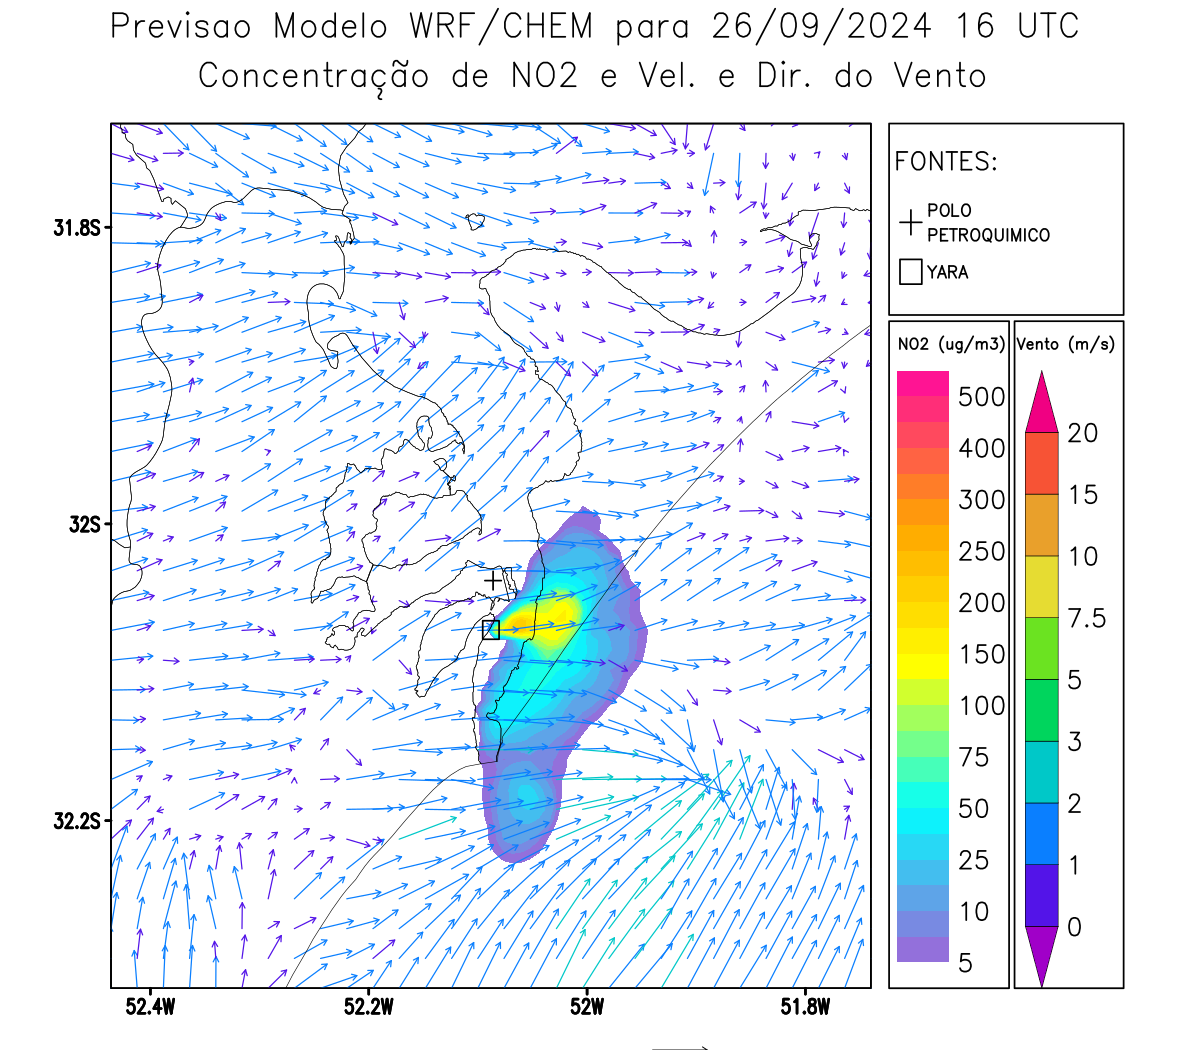 Previsao Modelo WRF/CHEM para 26/09/2024 16 UTC
Concentração de NO2 e Vel. e Dir. do Vento
31.8S
32S
32.2S
52.4W
52.2W
52W
51.8W
FONTES:
POLO
PETROQUIMICO
YARA
NO2 (ug/m3)
500
400
300
250
200
150
100
75
50
25
10
5
Vento (m/s)
20
15
10
7.5
5
3
2
1
0